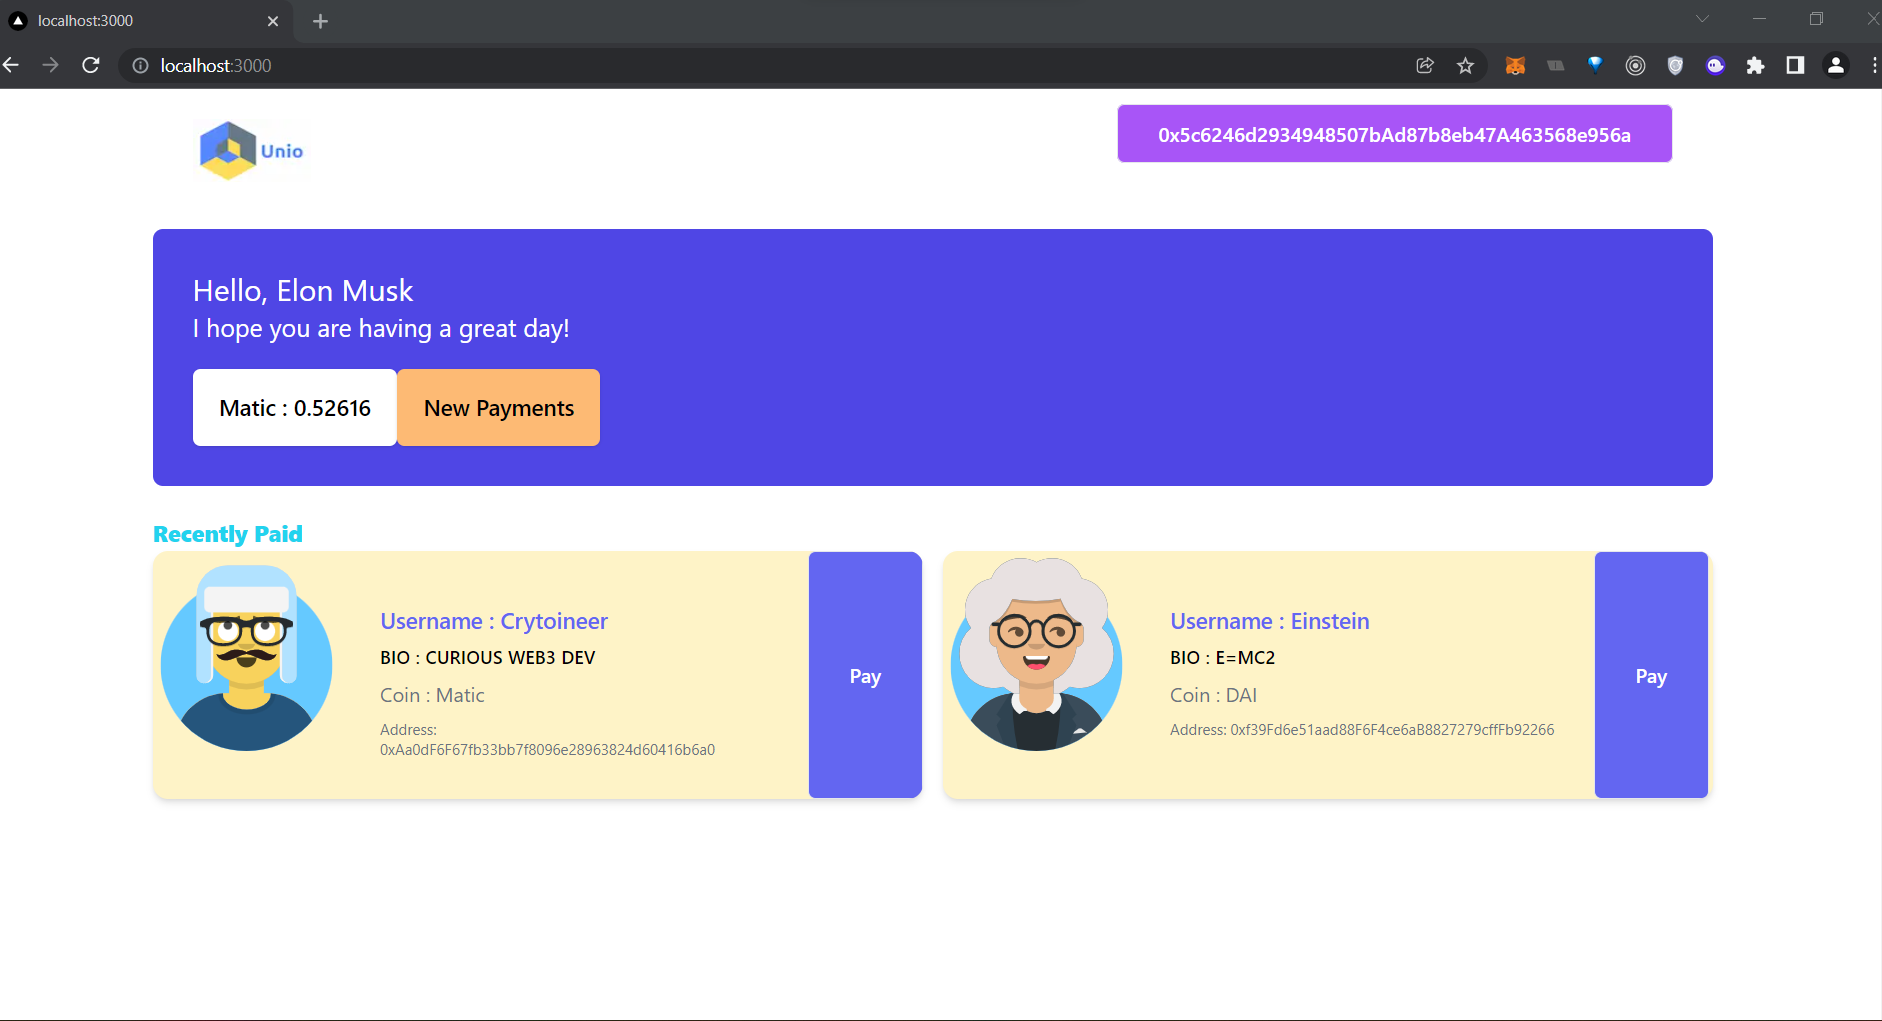 localhost:3000
localhost:3000
Unio
0x5c6246d2934948507bAd87b8eb47A463568e956a
Hello, Elon Musk
I hope you are having a great day!
Matic : 0.52616
New Payments
Recently Paid
Username : Crytoineer
BIO : CURIOUS WEB3 DEV
Coin : Matic
Address:
0xAa0dF6F67fb33bb7f8096e28963824d60416b6a0
Pay
Username : Einstein
BIO : E=MC2
Coin : DAI
Address: 0xf39Fd6e51aad88F6F4ce6aB8827279cffFb92266
Pay